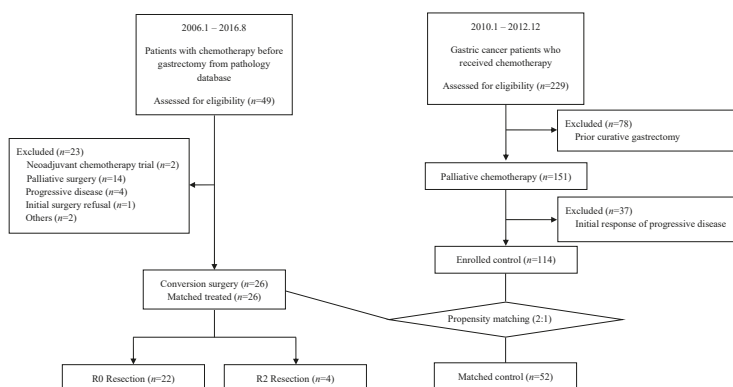 2006.1 – 2016.8
Patients with chemotherapy before
gastrectomy from pathology
database
Assessed for eligibility (n=49)
Excluded (n=23)
Neoadjuvant chemotherapy trial (n=2)
Palliative surgery (n=14)
Progressive disease (n=4)
Initial surgery refusal (n=1)
Others (n=2)
Conversion surgery (n=26)
Matched treated (n=26)
R0 Resection (n=22)
R2 Resection (n=4)
2010.1 – 2012.12
Gastric cancer patients who
received chemotherapy
Assessed for eligibility (n=229)
Excluded (n=78)
Prior curative gastrectomy
Palliative chemotherapy (n=151)
Excluded (n=37)
Initial response of progressive disease
Enrolled control (n=114)
Propensity matching (2:1)
Matched control (n=52)